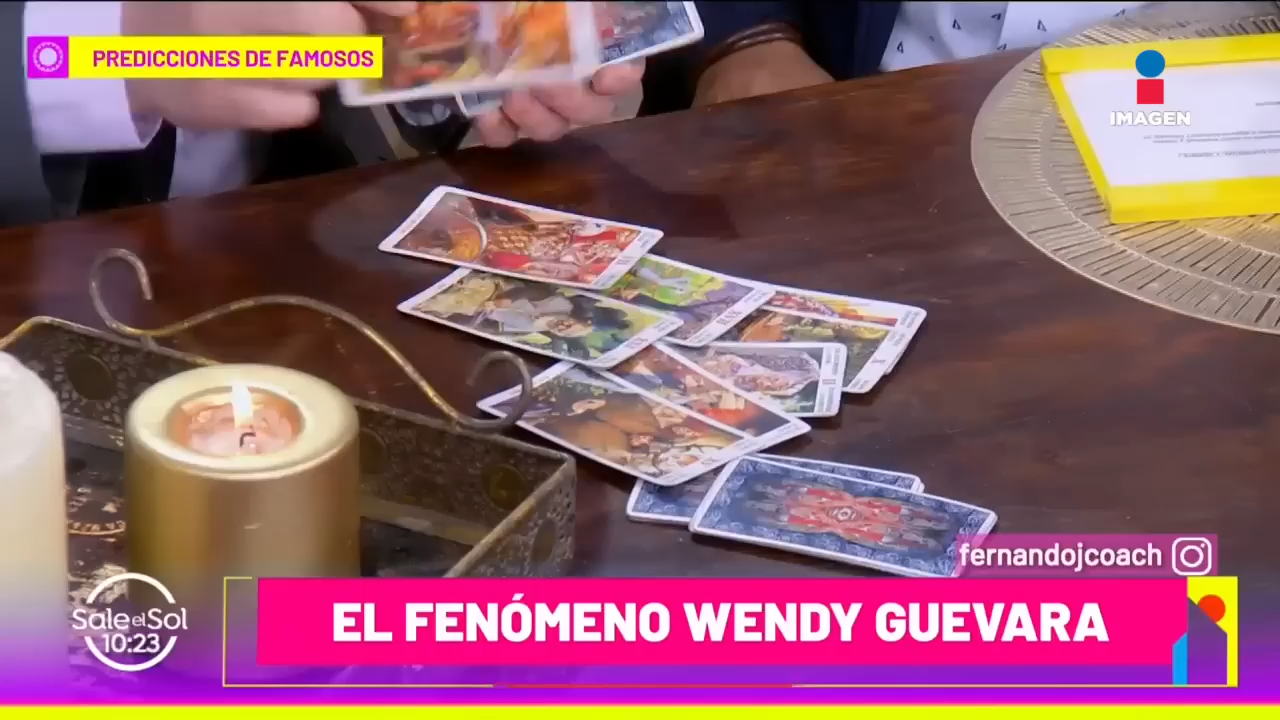 PREDICCIONES DE FAMOSOS
IMAGEN
fernandojcoach
EL FENÓMENO WENDY GUEVARA
Sale el Sol
10:23